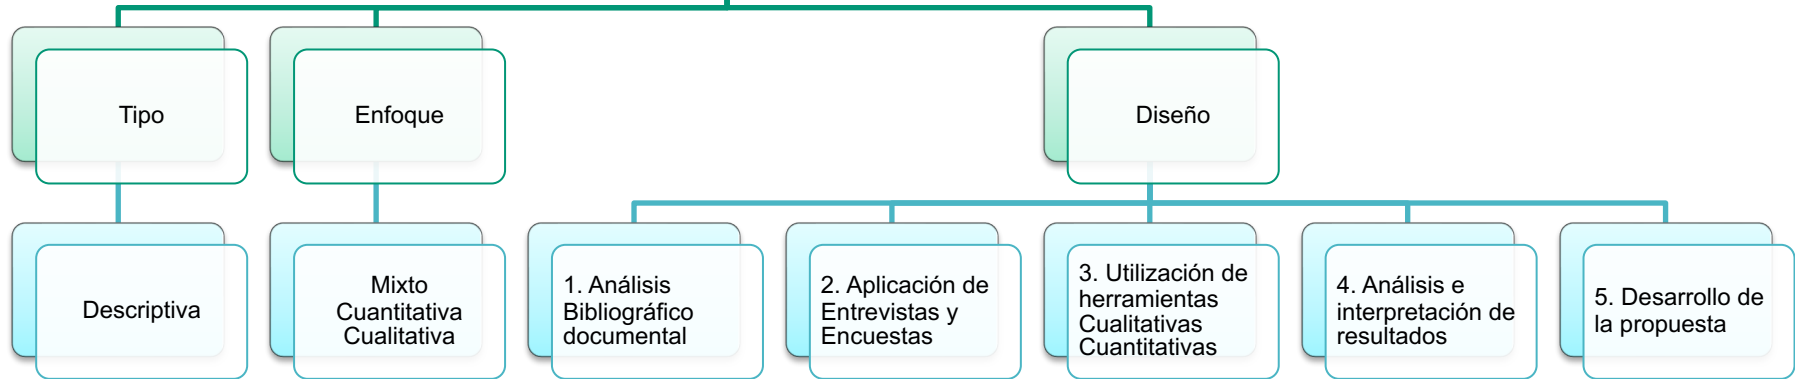 Tipo
Enfoque
Diseño
Descriptiva
Mixto
Cuantitativa
Cualitativa
1. Análisis
Bibliográfico
documental
2. Aplicación de
Entrevistas y
Encuestas
3. Utilización de
herramientas
Cualitativas
Cuantitativas
4. Análisis e
interpretación de
resultados
5. Desarrollo de
la propuesta